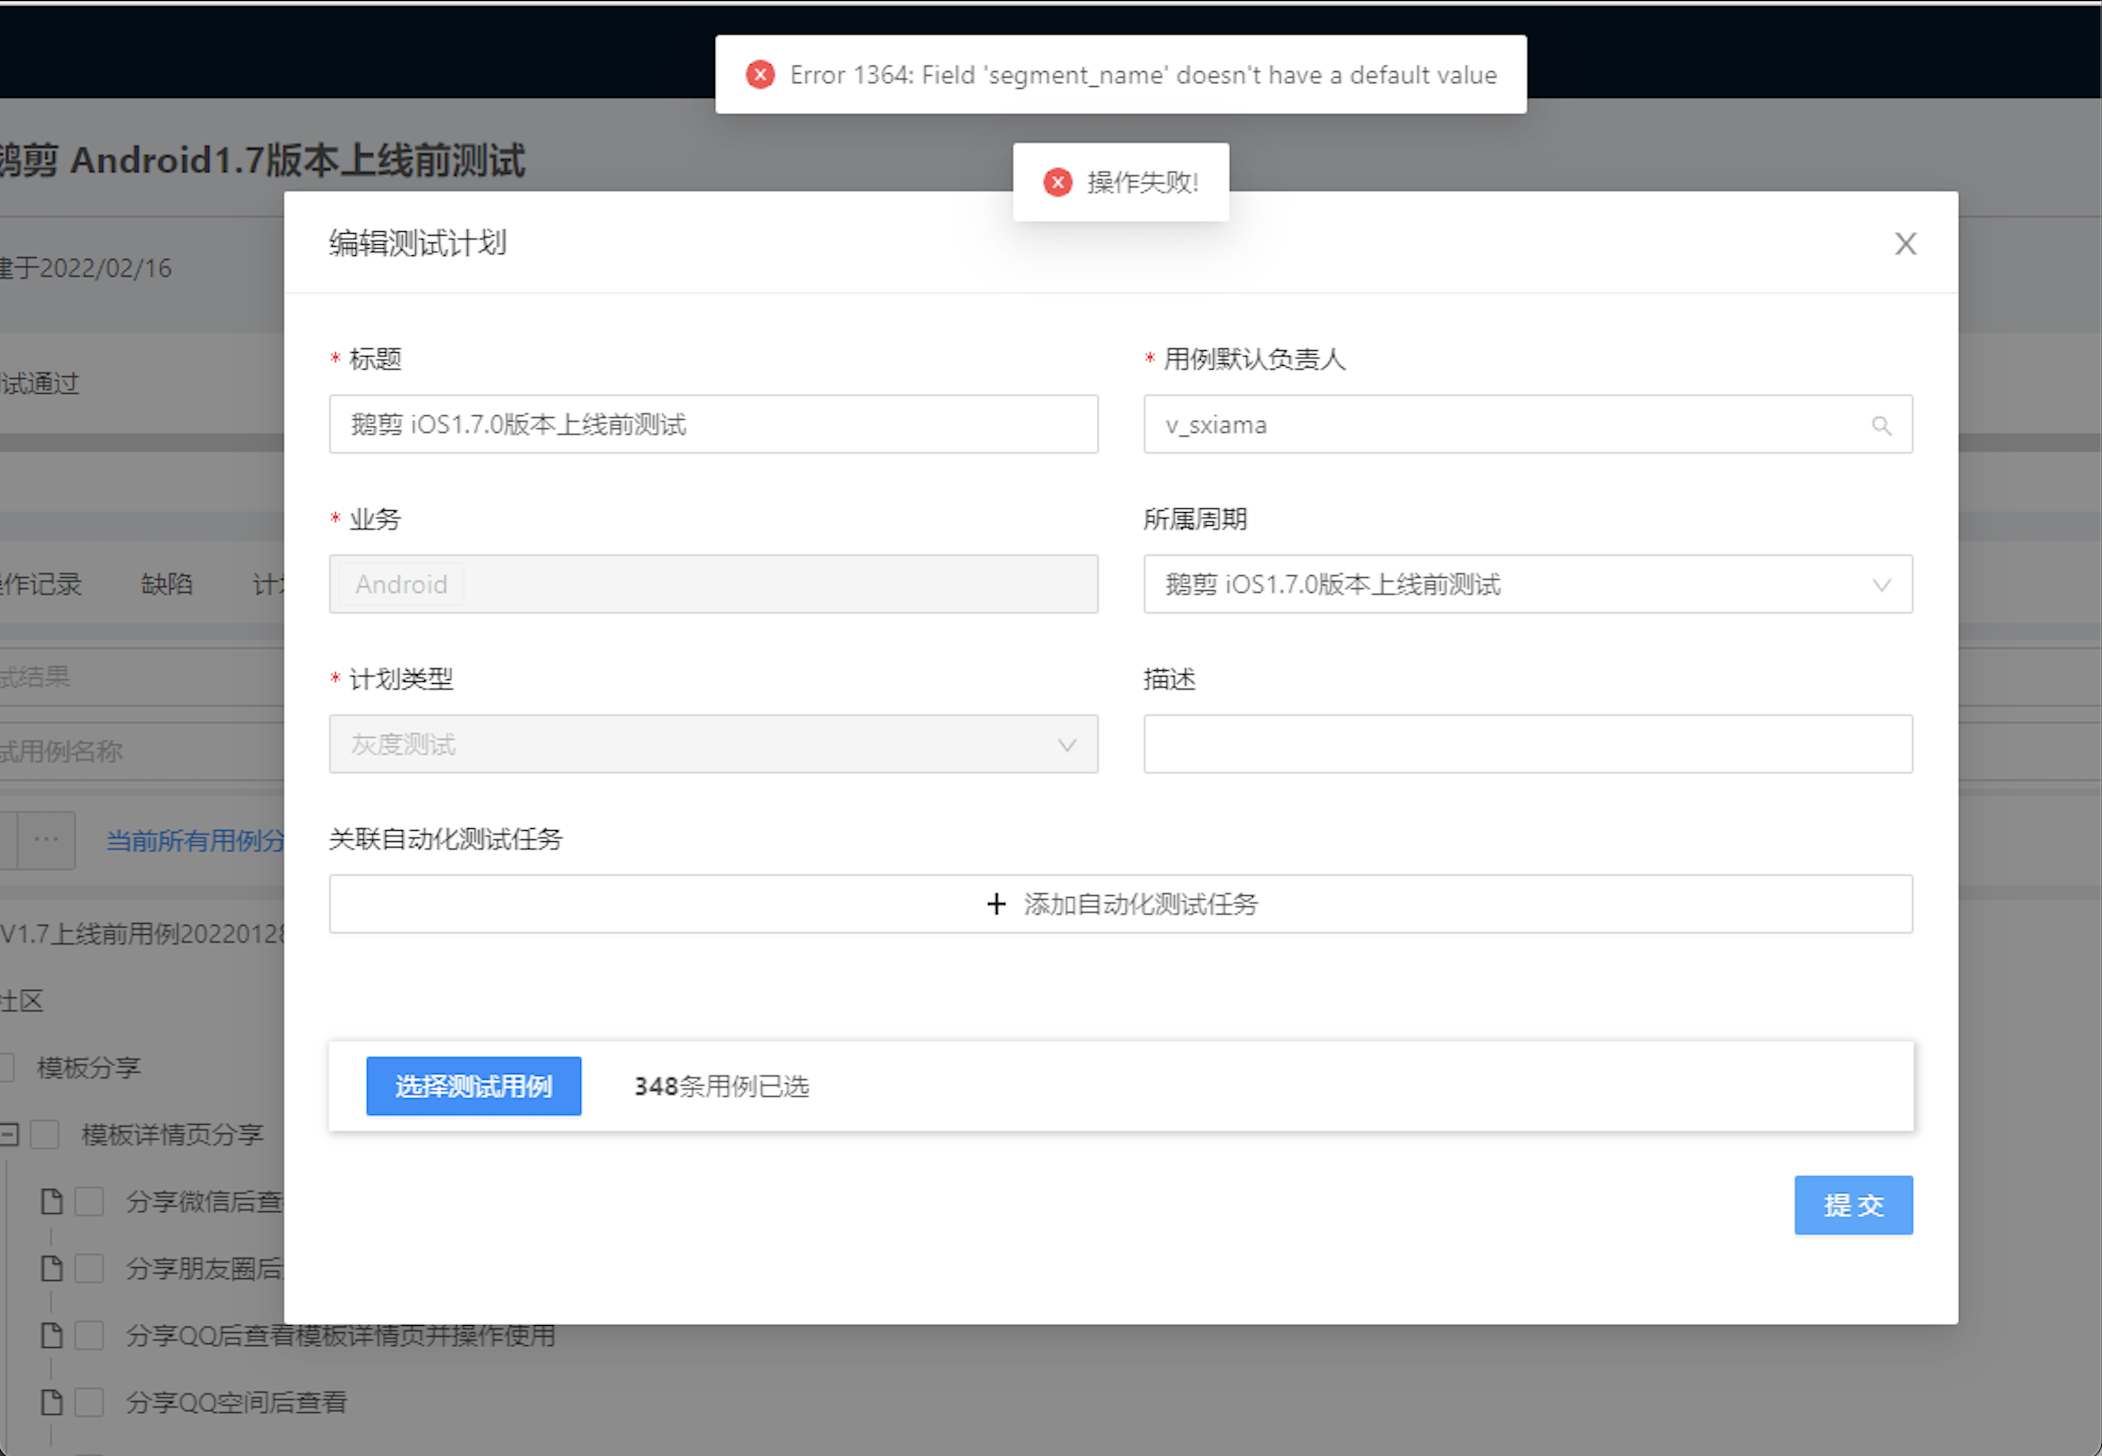 Error 1364: Field 'segment_name' doesn't have a default value
操作失败!
鹅剪 Android1.7版本上线前测试
建于2022/02/16
试通过
作记录 缺陷 计
试结果
试用例名称
··· 当前所有用例分
V1.7上线前用例20220128
社区
模板分享
模板详情页分享
分享微信后查
分享朋友圈后
分享QQ后查看模板详情页并操作使用
分享QQ空间后查看
编辑测试计划
* 标题
鹅剪 iOS1.7.0版本上线前测试
* 用例默认负责人
v_sxiama
* 业务
Android
所属周期
鹅剪 iOS1.7.0版本上线前测试
* 计划类型
灰度测试
描述
关联自动化测试任务
+ 添加自动化测试任务
选择测试用例 348条用例已选
提 交